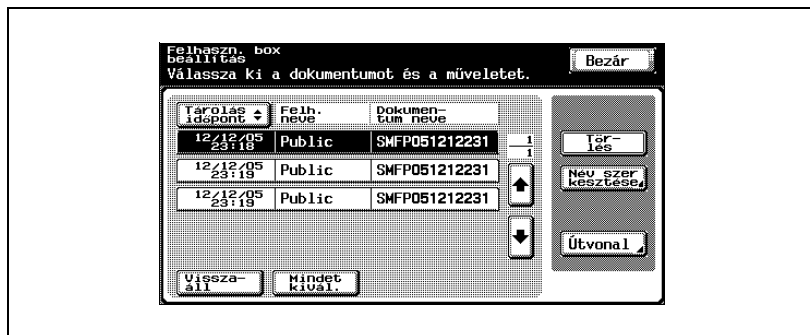 Felhaszn. box
beállítás
Válassza ki a dokumentumot és a műveletet.
Bezár
Tárolás
időpont
Felh.
neve
Dokumen-
tum neve
12/12/05
23:18
Public
SMFP051212231
1
1
12/12/05
23:19
Public
SMFP051212231
12/12/05
23:19
Public
SMFP051212231
Tör-
lés
Név szer
kesztése
Útvonal
Vissza-
áll
Mindet
kivál.